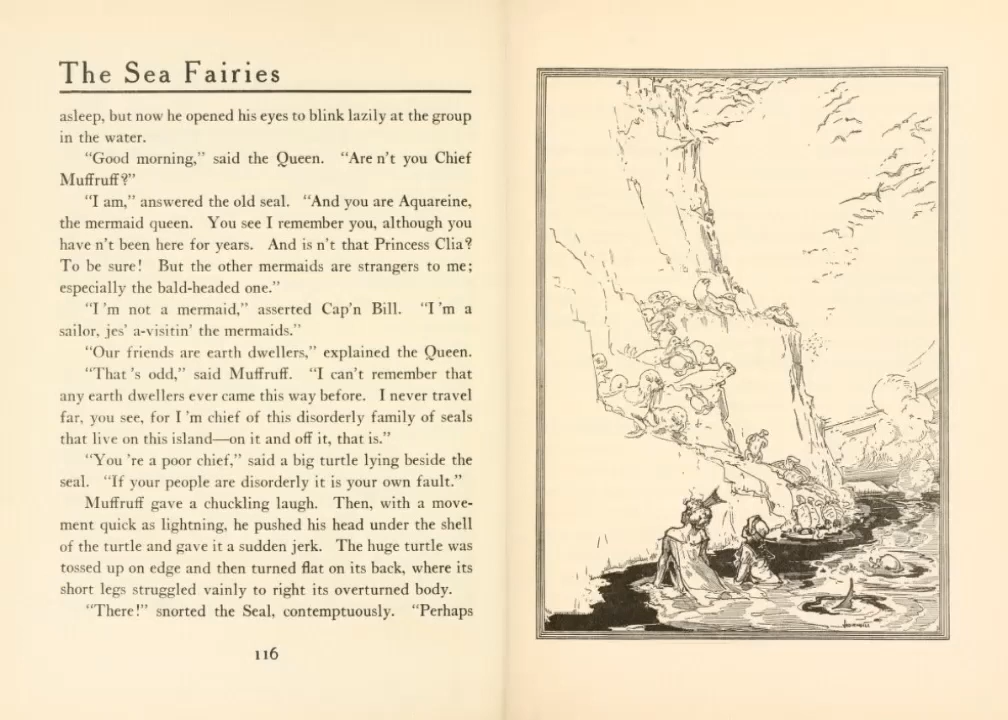 The Sea Fairies
asleep, but now he opened his eyes to blink lazily at the group
in the water.
"Good morning," said the Queen. "Are n't you Chief
Muffruff?"
"I am," answered the old seal. "And you are Aquareine,
the mermaid queen. You see I remember you, although you
have n't been here for years. And is n't that Princess Clia?
To be sure! But the other mermaids are strangers to me;
especially the bald-headed one."
"I 'm not a mermaid," asserted Cap'n Bill. "I 'm a
sailor, jes' a-visitin' the mermaids."
"Our friends are earth dwellers," explained the Queen.
"That 's odd," said Muffruff. "I can't remember that
any earth dwellers ever came this way before. I never travel
far, you see, for I 'm chief of this disorderly family of seals
that live on this island—on it and off it, that is."
"You 're a poor chief," said a big turtle lying beside the
seal. "If your people are disorderly it is your own fault."
Muffruff gave a chuckling laugh. Then, with a move-
ment quick as lightning, he pushed his head under the shell
of the turtle and gave it a sudden jerk. The huge turtle was
tossed up on edge and then turned flat on its back, where its
short legs struggled vainly to right its overturned body.
"There!" snorted the Seal, contemptuously. "Perhaps
116